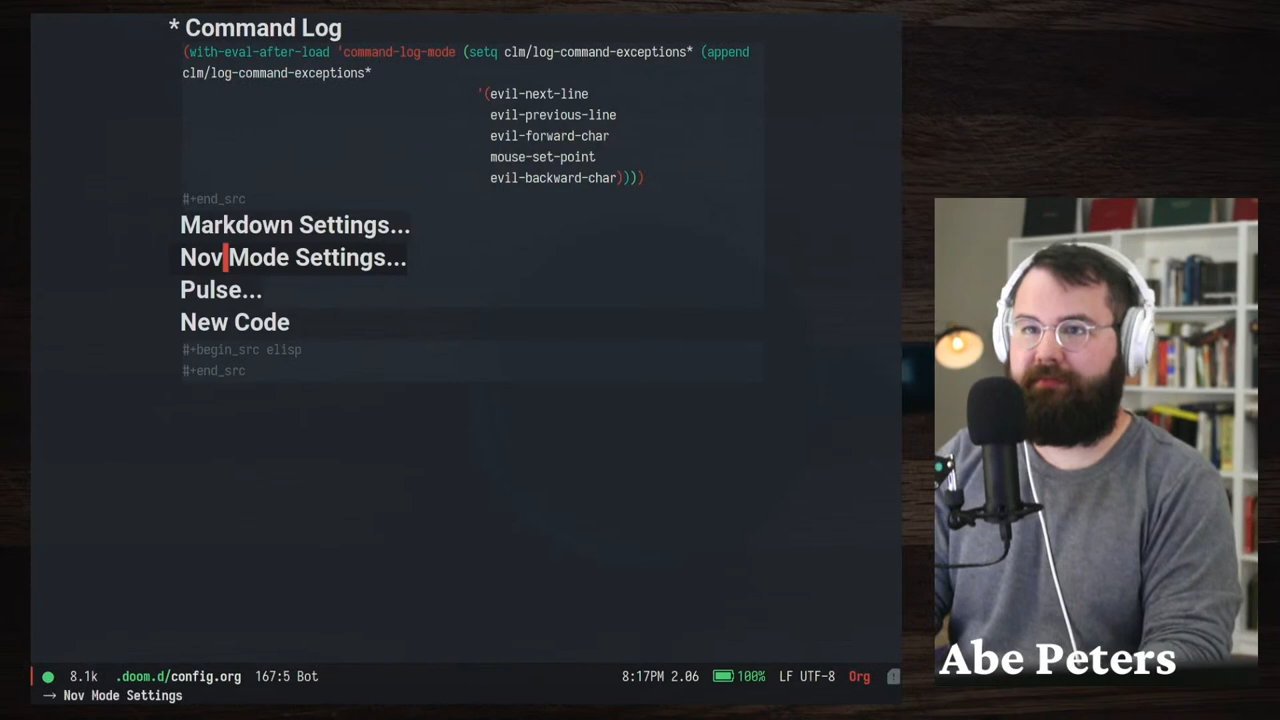 * Command Log
(with-eval-after-load 'command-log-mode (setq clm/log-command-exceptions* (append
clm/log-command-exceptions*
'(evil-next-line
evil-previous-line
evil-forward-char
mouse-set-point
evil-backward-char))))
#+end_src
Markdown Settings...
Nov Mode Settings...
Pulse...
New Code
#+begin_src elisp
#+end_src
8.1k .doom.d/config.org 167:5 Bot 8:17PM 2.06 100% LF UTF-8 Org
→ Nov Mode Settings
Abe Peters